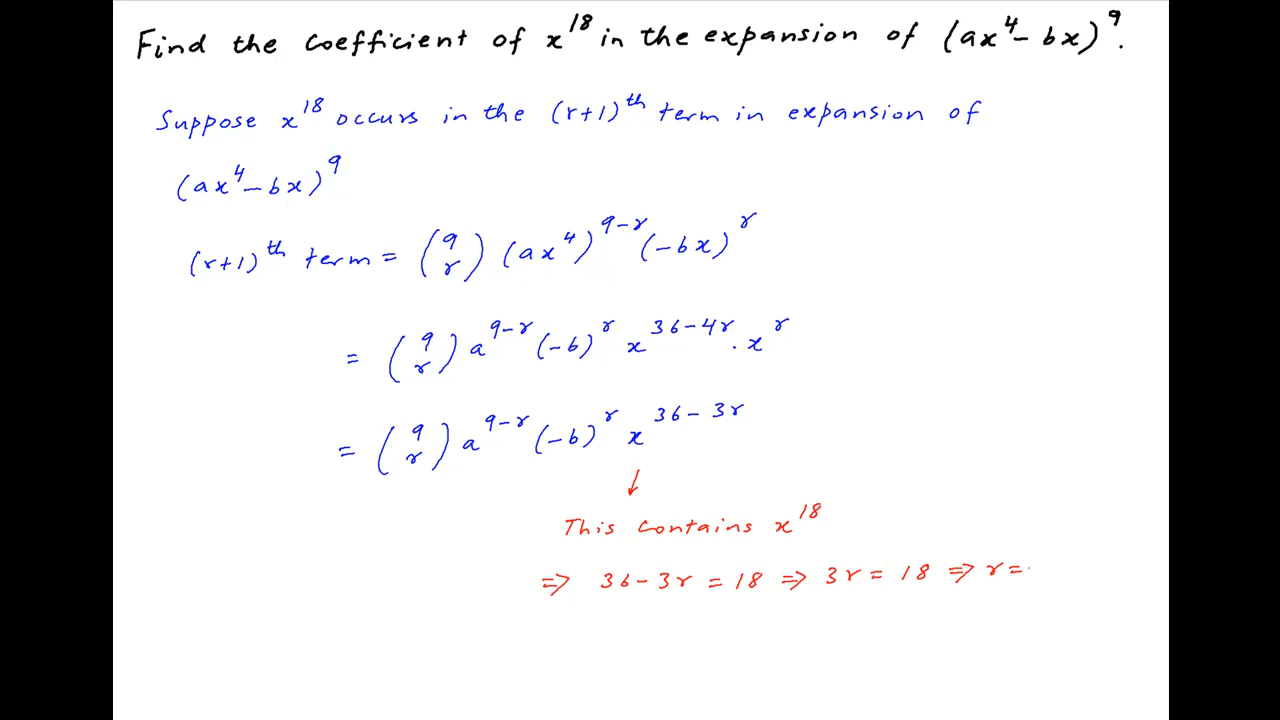 Find the coefficient of x^18 in the expansion of (ax^4 - bx)^9.
Suppose x^18 occurs in the (r+1)^th term in expansion of
(ax^4 - bx)^9
(r+1)^th term = (9 r) (ax^4)^9-r (-bx)^r
= (9 r) a^9-r (-b)^r x^36-4r . x^r
= (9 r) a^9-r (-b)^r x^36-3r
↓
This contains x^18
=> 36-3r = 18 => 3r = 18 => r =